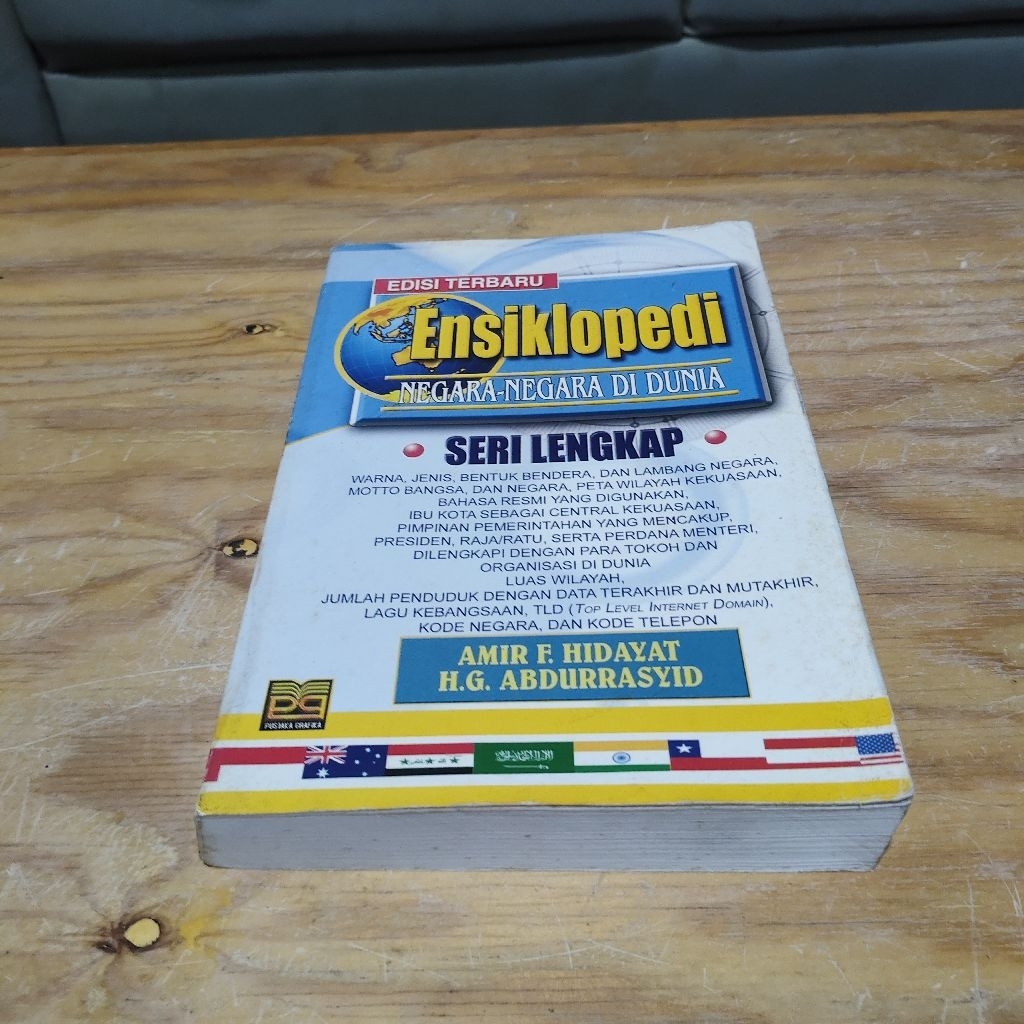 EDISI TERBARU
Ensiklopedi
NEGARA-NEGARA DI DUNIA
SERI LENGKAP
WARNA, JENIS, BENTUK BENDERA, DAN LAMBANG NEGARA,
MOTTO BANGSA, DAN NEGARA, PETA WILAYAH KEKUASAAN,
BAHASA RESMI YANG DIGUNAKAN,
IBU KOTA SEBAGAI CENTRAL KEKUASAAN,
PIMPINAN PEMERINTAHAN YANG MENCAKUP,
PRESIDEN, RAJA/RATU, SERTA PERDANA MENTERI,
DILENGKAPI DENGAN PARA TOKOH DAN
ORGANISASI DI DUNIA
LUAS WILAYAH,
JUMLAH PENDUDUK DENGAN DATA TERAKHIR DAN MUTAKHIR,
LAGU KEBANGSAAN, TLD (TOP LEVEL INTERNET DOMAIN),
KODE NEGARA, DAN KODE TELEPON
AMIR F. HIDAYAT
H.G. ABDURRASYID
PUSTAKA GRAFIKA